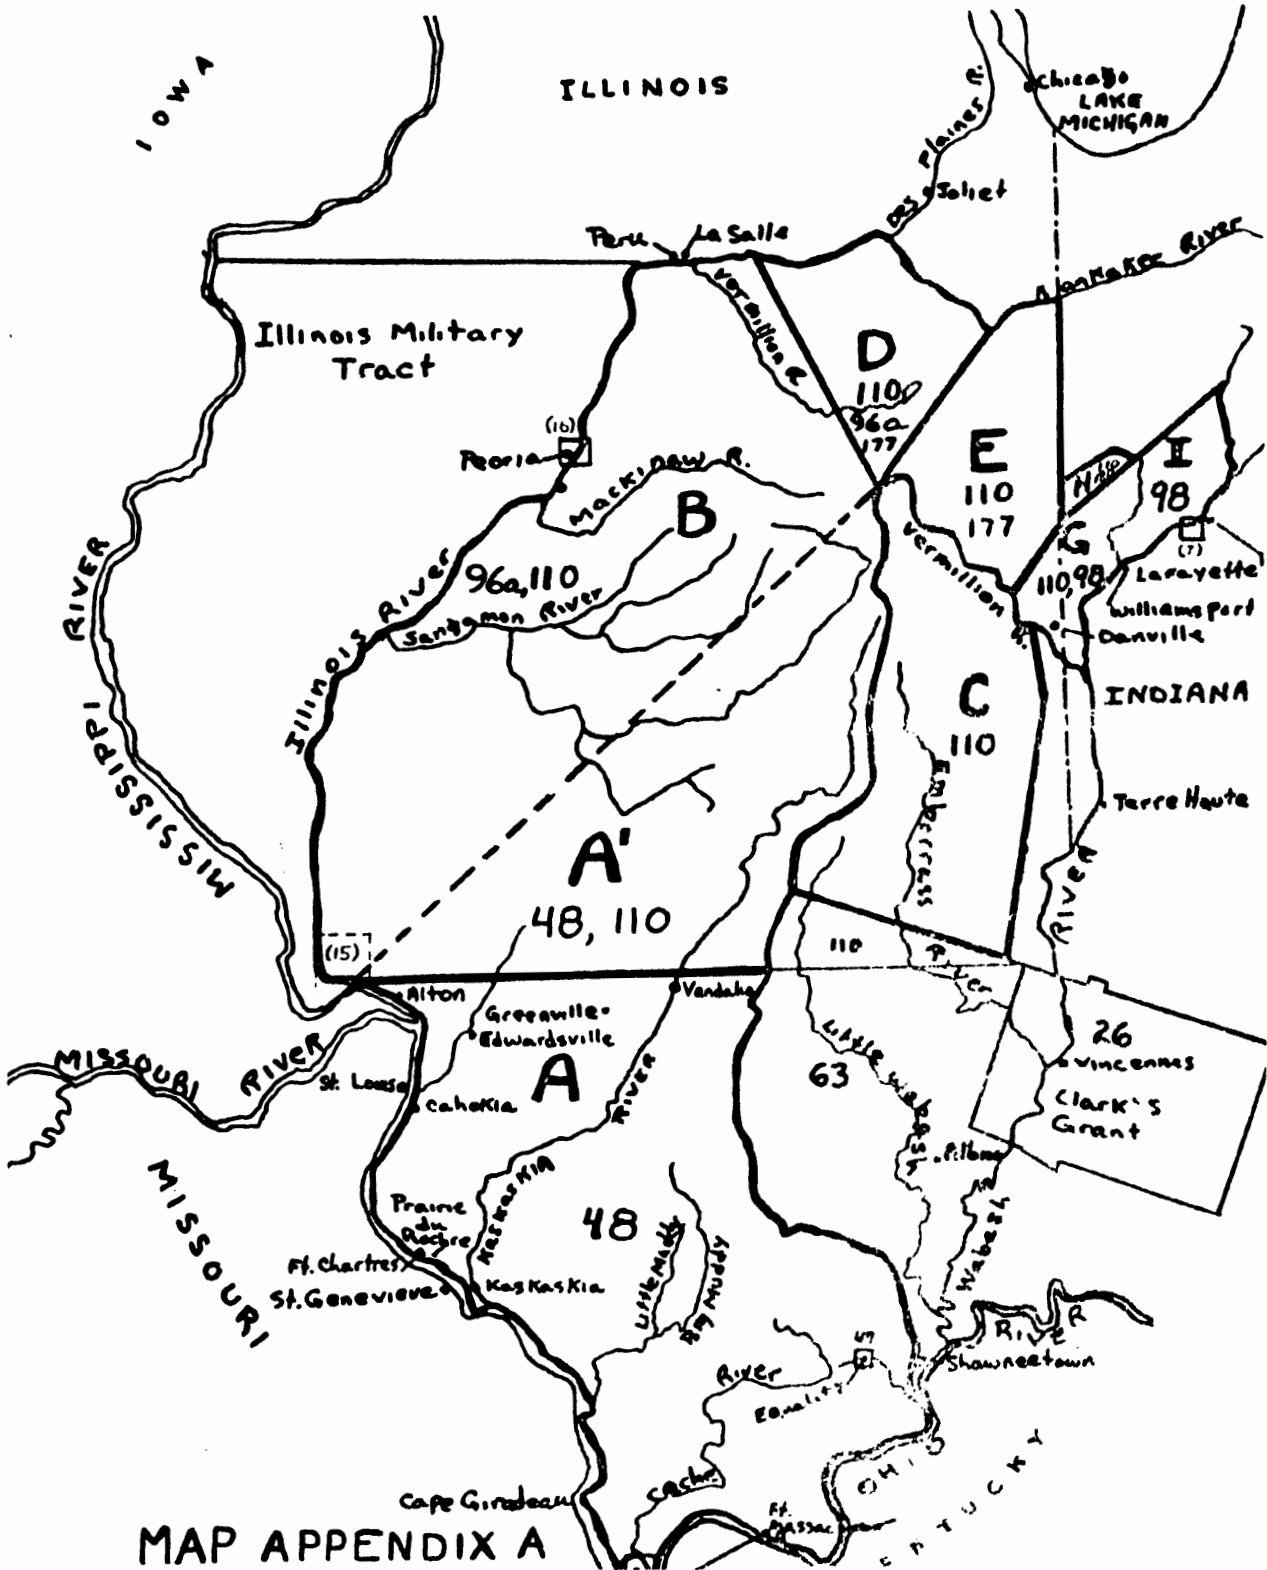 IOWA
ILLINOIS
Chicago
LAKE
MICHIGAN
Des Plaines R.
Joliet
Peru
La Salle
Kankakee River
Vermillion R
Illinois Military
Tract
D
110
96a
177
(16)
Peoria
Mackinaw R.
B
E
110
177
I
98
(7)
G
110,98
Lafayette
Williamsport
Danville
Vermillion R.
96a,110
Sangamon River
Illinois River
MISSISSIPPI
RIVER
C
110
INDIANA
Embarrass
River
Terre Haute
A'
48, 110
110
(15)
Alton
Vandalia
Greenville
Edwardsville
MISSOURI RIVER
St. Louis
Cahokia
A
RIVER
KASKASKIA
63
Little Wabash
26
Vincennes
Clark's
Grant
RIVER
Wabash
MISSOURI
Prairie
du
Rochre
Ft. Chartres
St. Genevieve
Kaskaskia
48
Little Muddy
Big Muddy
47
Equality
Shawneetown
RIVER
River
Cache
OHIO
Cape Giradeau
Ft.
Massac
MAP APPENDIX A